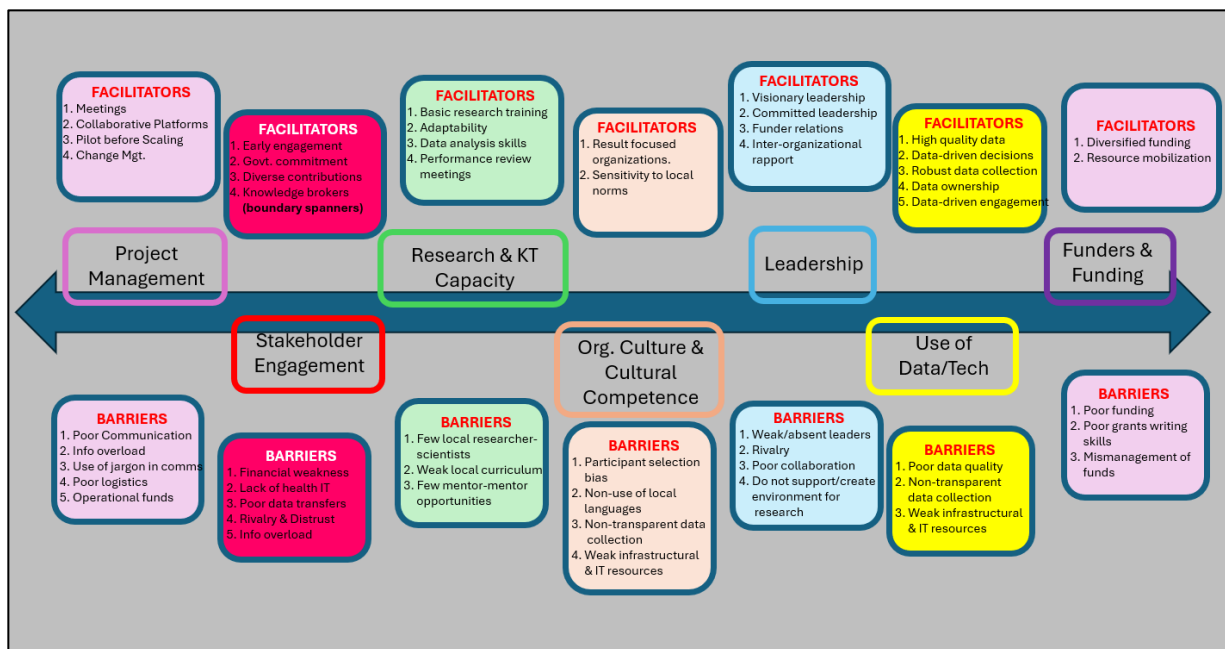 FACILITATORS
1. Meetings
2. Collaborative Platforms
3. Pilot before Scaling
4. Change Mgt.
FACILITATORS
1. Early engagement
2. Govt. commitment
3. Diverse contributions
4. Knowledge brokers
(boundary spanners)
FACILITATORS
1. Basic research training
2. Adaptability
3. Data analysis skills
4. Performance review
meetings
FACILITATORS
1. Result focused
organizations.
2. Sensitivity to local
norms
FACILITATORS
1. Visionary leadership
2. Committed leadership
3. Funder relations
4. Inter-organizational
rapport
FACILITATORS
1. High quality data
2. Data-driven decisions
3. Robust data collection
4. Data ownership
5. Data-driven engagement
FACILITATORS
1. Diversified funding
2. Resource mobilization
Project
Management
Research & KT
Capacity
Leadership
Funders &
Funding
Stakeholder
Engagement
Org. Culture &
Cultural
Competence
Use of
Data/Tech
BARRIERS
1. Poor Communication
2. Info overload
3. Use of jargon in comms
4. Poor logistics
5. Operational funds
BARRIERS
1. Financial weakness
2. Lack of health IT
3. Poor data transfers
4. Rivalry & Distrust
5. Info overload
BARRIERS
1. Few local researcher-
scientists
2. Weak local curriculum
3. Few mentor-mentor
opportunities
BARRIERS
1. Participant selection
bias
2. Non-use of local
languages
3. Non-transparent data
collection
4. Weak infrastructural
& IT resources
BARRIERS
1. Weak/absent leaders
2. Rivalry
3. Poor collaboration
4. Do not support/create
environment for
research
BARRIERS
1. Poor data quality
2. Non-transparent
data collection
3. Weak infrastructural
& IT resources
BARRIERS
1. Poor funding
2. Poor grants writing
skills
3. Mismanagement of
funds